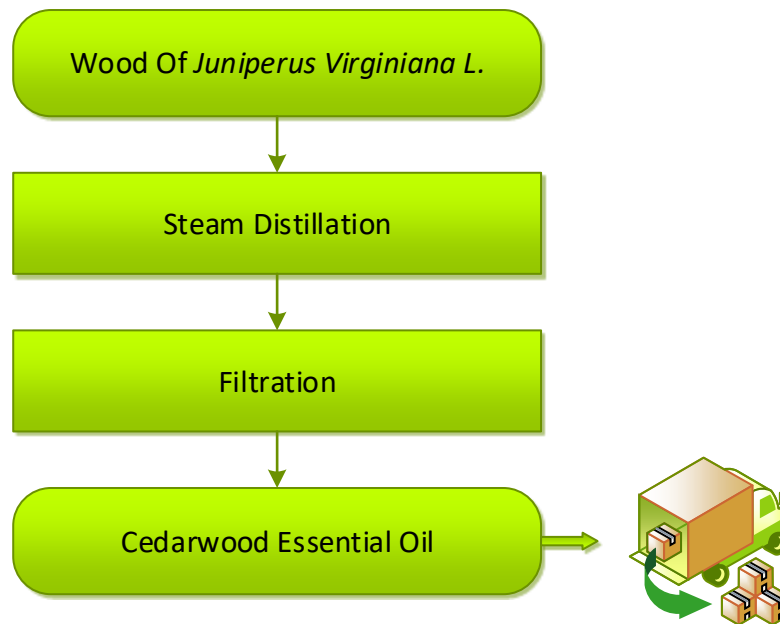 Wood Of Juniperus Virginiana L.
Steam Distillation
Filtration
Cedarwood Essential Oil